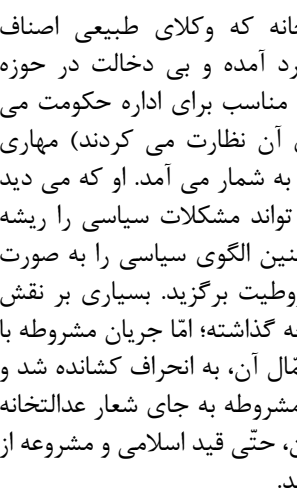 خانه که وکلای طبیعی اصناف
رد آمده و بی دخالت در حوزه
مناسب برای اداره حکومت می
آن نظارت می کردند) مهاری
به شمار می آمد. او که می دید
تواند مشکلات سیاسی را ریشه
نین الگوی سیاسی را به صورت
روطیت برگزید. بسیاری بر نقش
ه گذاشته؛ امّا جریان مشروطه با
مّال آن، به انحراف کشانده شد و
مشروطه به جای شعار عدالتخانه
ن، حتّی قید اسلامی و مشروعه از
د.